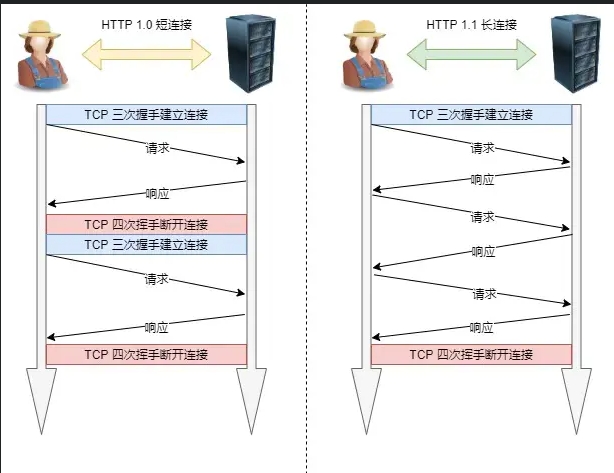 HTTP 1.0 短连接
TCP 三次握手建立连接
请求
响应
TCP 四次挥手断开连接
TCP 三次握手建立连接
请求
响应
TCP 四次挥手断开连接
HTTP 1.1 长连接
TCP 三次握手建立连接
请求
响应
请求
响应
请求
响应
TCP 四次挥手断开连接